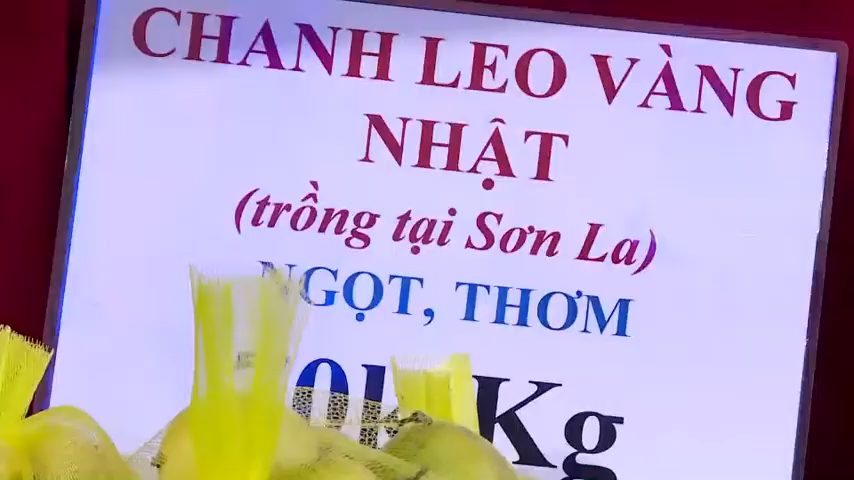 CHANH LEO VÀNG
NHẬT
(trồng tại Sơn La)
NGỌT, THƠM
Kg